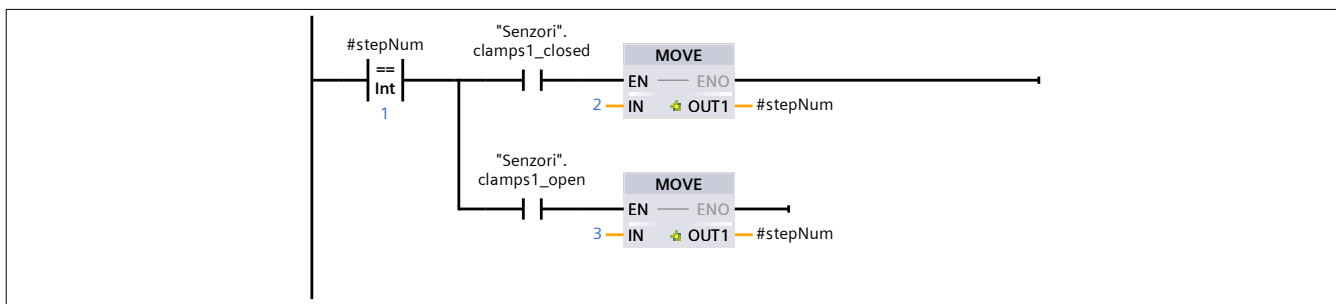 #stepNum
==
Int
1
"Senzori".
clamps1_closed
MOVE
EN
ENO
2
IN
OUT1
#stepNum
"Senzori".
clamps1_open
MOVE
EN
ENO
3
IN
OUT1
#stepNum